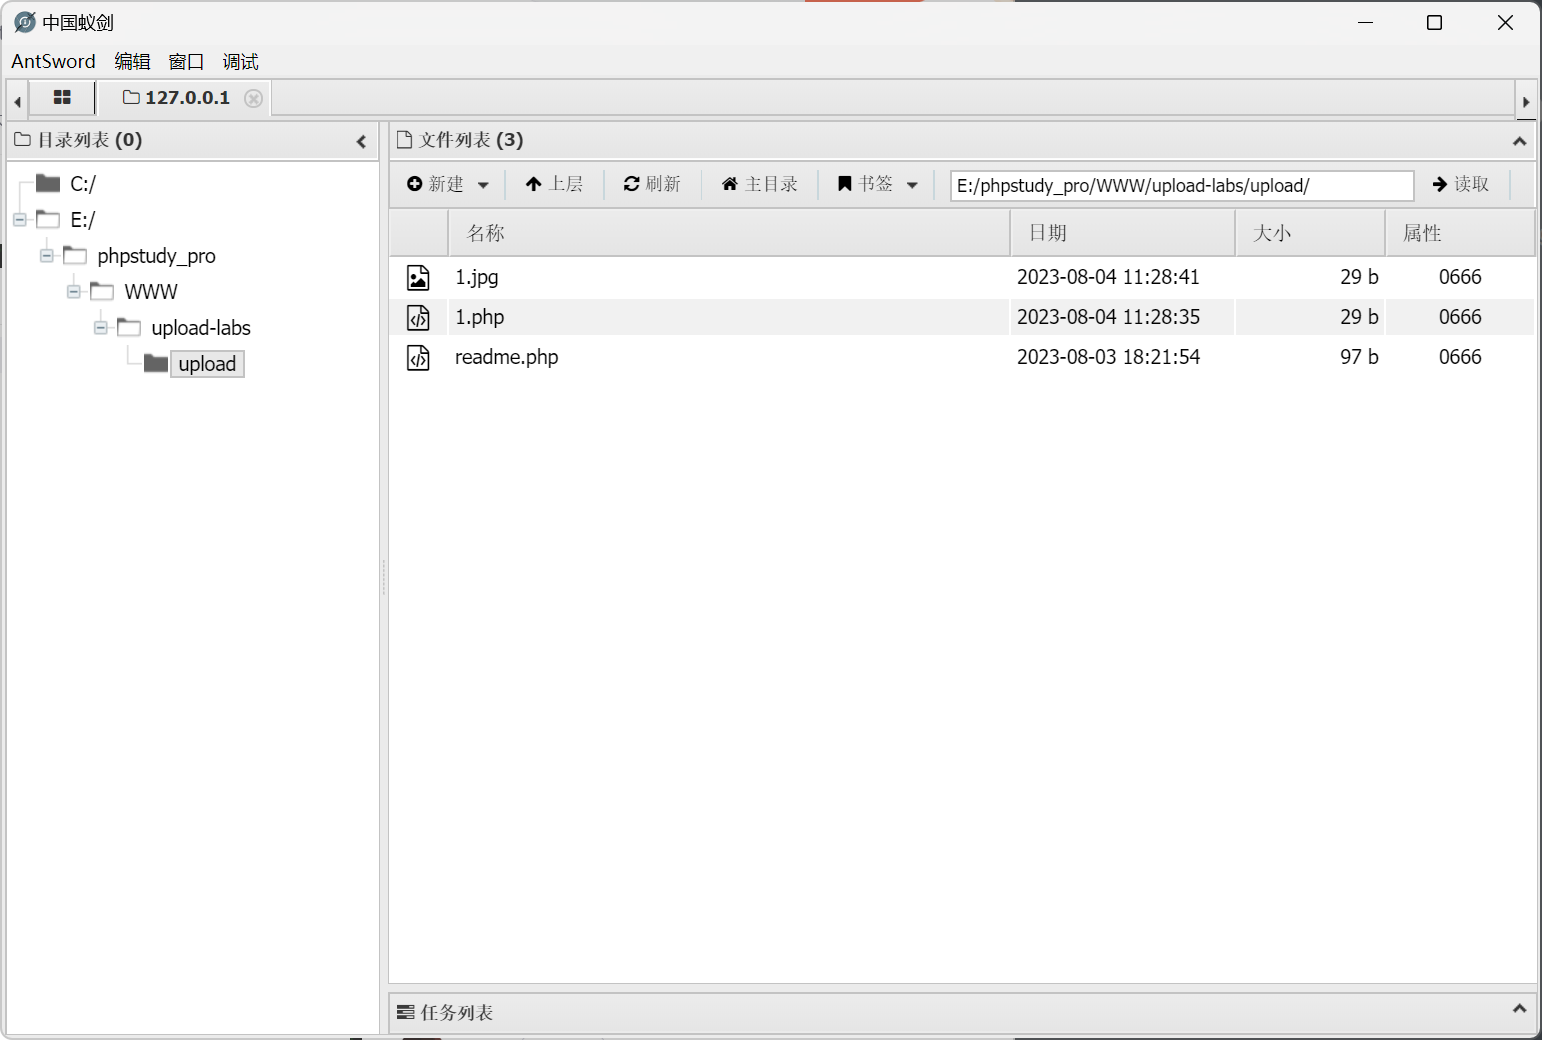 中国蚁剑
AntSword 编辑 窗口 调试
127.0.0.1
目录列表 (0)
C:/
E:/
phpstudy_pro
WWW
upload-labs
upload
文件列表 (3)
新建 上层 刷新 主目录 书签 E:/phpstudy_pro/WWW/upload-labs/upload/ 读取
名称 日期 大小 属性
1.jpg 2023-08-04 11:28:41 29 b 0666
1.php 2023-08-04 11:28:35 29 b 0666
readme.php 2023-08-03 18:21:54 97 b 0666
任务列表